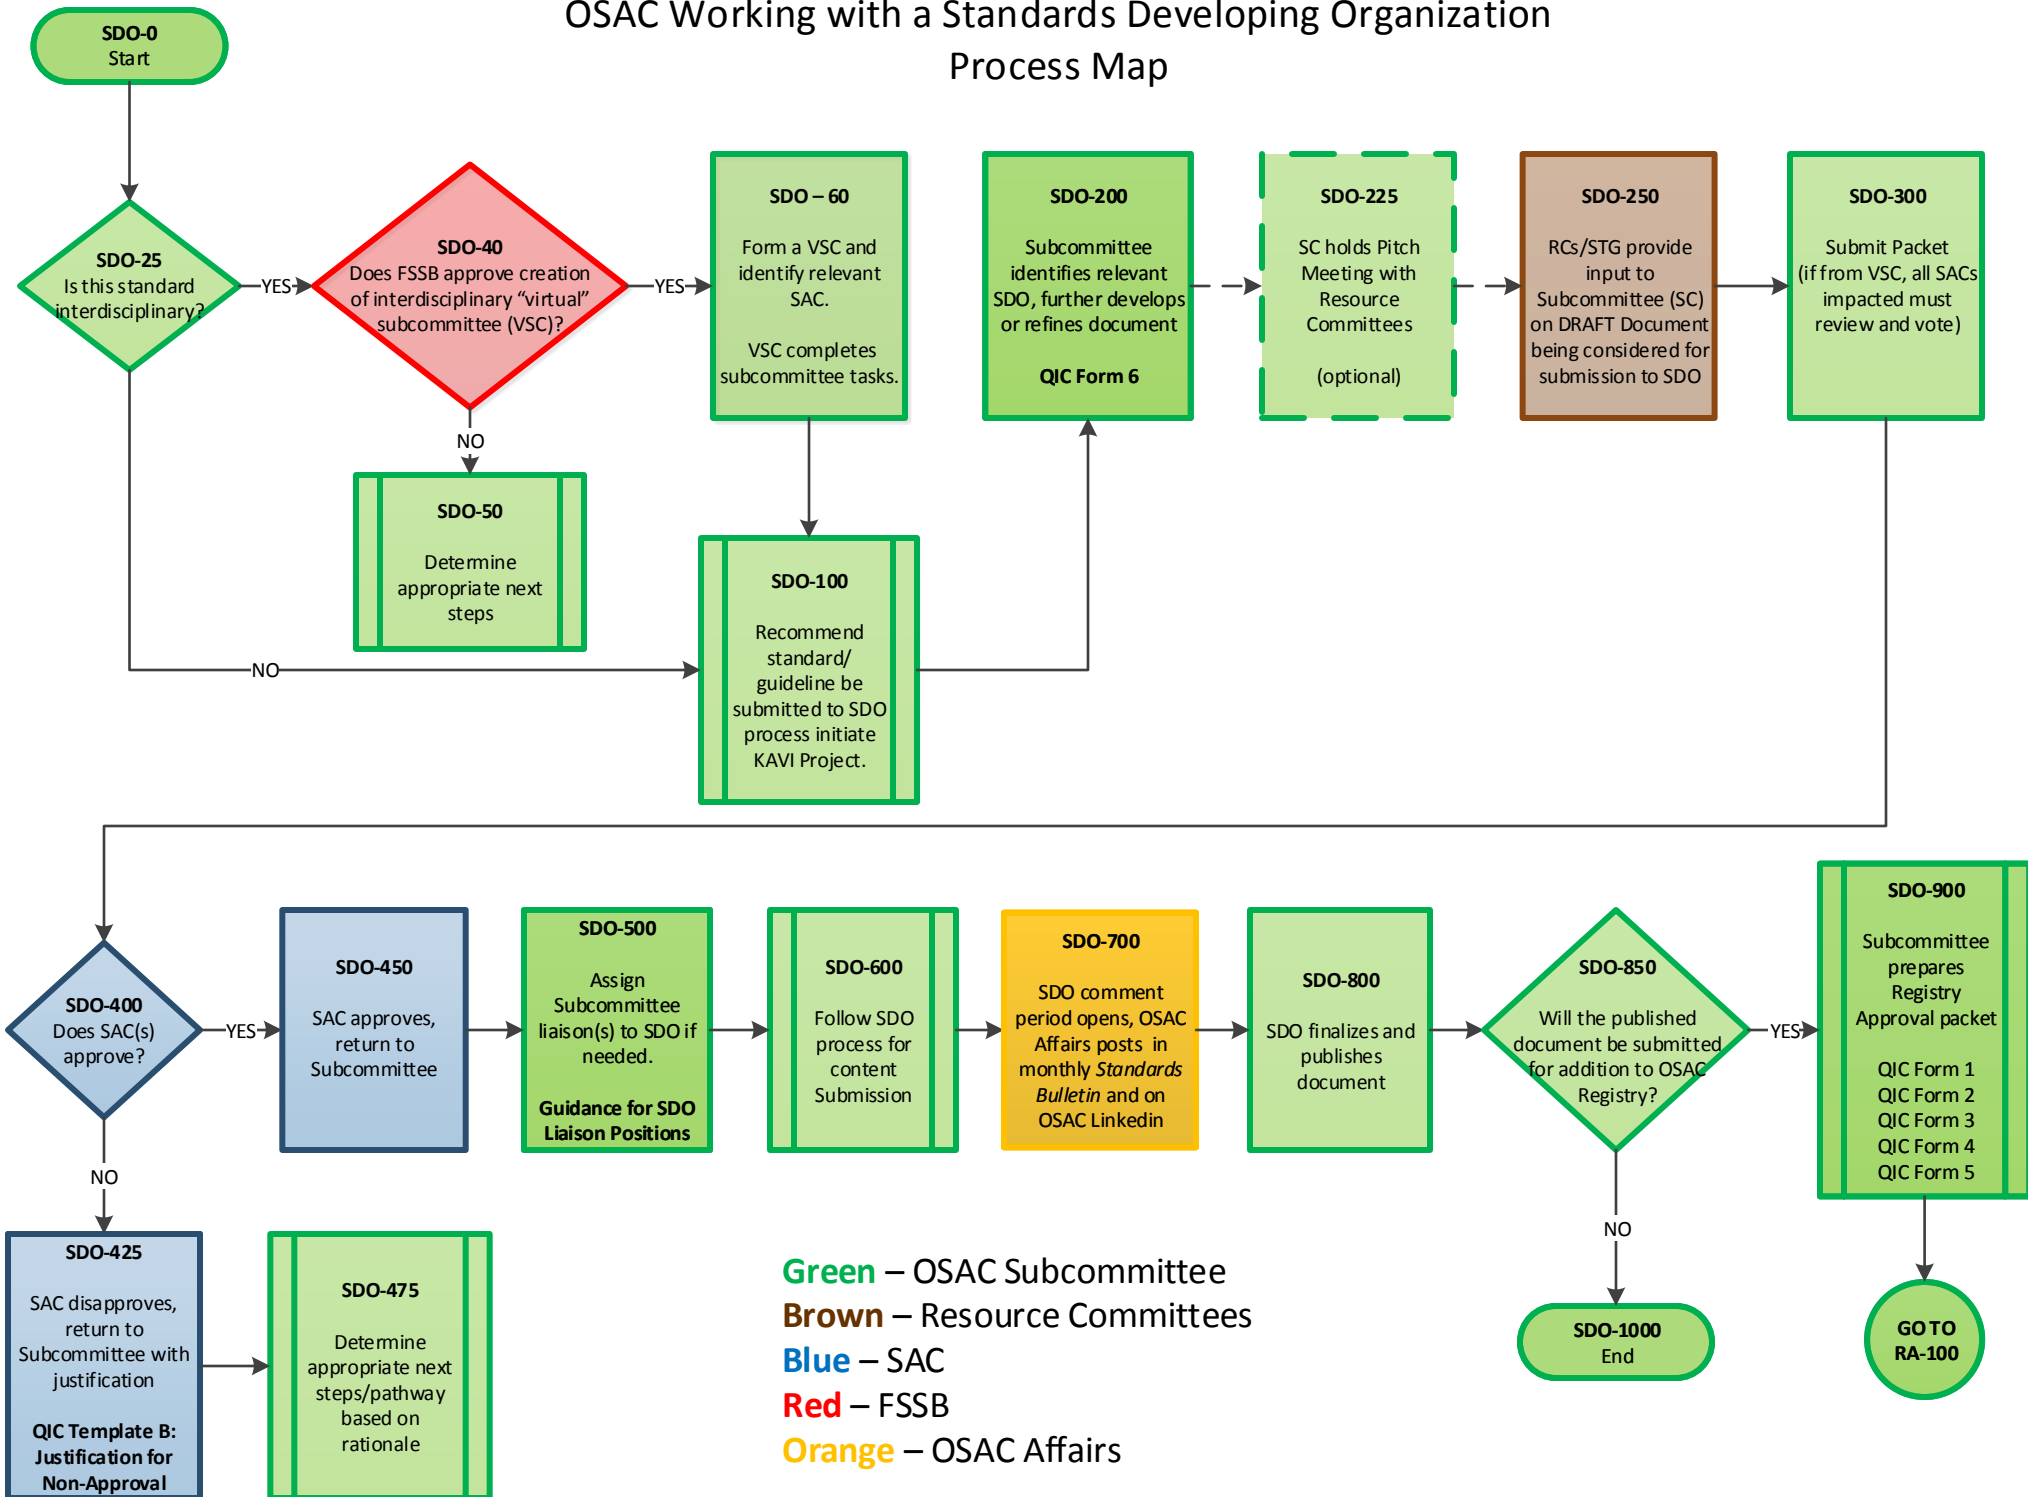 OSAC Working with a Standards Developing Organization
Process Map
SDO-0
Start
SDO-25
Is this standard
interdisciplinary?
YES
NO
SDO-40
Does FSSB approve creation
of interdisciplinary “virtual”
subcommittee (VSC)?
YES
NO
SDO-50
Determine
appropriate next
steps
SDO – 60
Form a VSC and
identify relevant
SAC.
VSC completes
subcommittee tasks.
SDO-100
Recommend
standard/
guideline be
submitted to SDO
process initiate
KAVI Project.
SDO-200
Subcommittee
identifies relevant
SDO, further develops
or refines document
QIC Form 6
SDO-225
SC holds Pitch
Meeting with
Resource
Committees
(optional)
SDO-250
RCs/STG provide
input to
Subcommittee (SC)
on DRAFT Document
being considered for
submission to SDO
SDO-300
Submit Packet
(if from VSC, all SACs
impacted must
review and vote)
SDO-400
Does SAC(s)
approve?
YES
NO
SDO-425
SAC disapproves,
return to
Subcommittee with
justification
QIC Template B:
Justification for
Non-Approval
SDO-475
Determine
appropriate next
steps/pathway
based on
rationale
SDO-450
SAC approves,
return to
Subcommittee
SDO-500
Assign
Subcommittee
liaison(s) to SDO if
needed.
Guidance for SDO
Liaison Positions
SDO-600
Follow SDO
process for
content
Submission
SDO-700
SDO comment
period opens, OSAC
Affairs posts in
monthly Standards
Bulletin and on
OSAC Linkedin
SDO-800
SDO finalizes and
publishes
document
SDO-850
Will the published
document be submitted
for addition to OSAC
Registry?
YES
NO
SDO-900
Subcommittee
prepares
Registry
Approval packet
QIC Form 1
QIC Form 2
QIC Form 3
QIC Form 4
QIC Form 5
SDO-1000
End
GO TO
RA-100
Green – OSAC Subcommittee
Brown – Resource Committees
Blue – SAC
Red – FSSB
Orange – OSAC Affairs